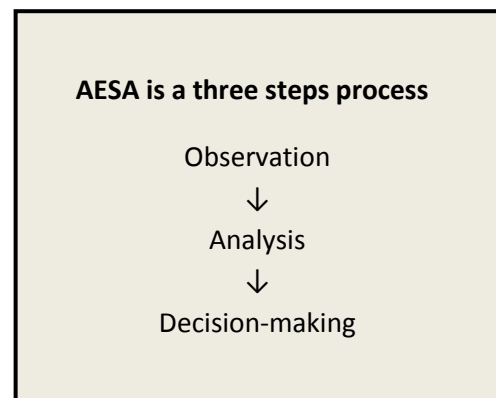 AESA is a three steps process
Observation
↓
Analysis
↓
Decision-making